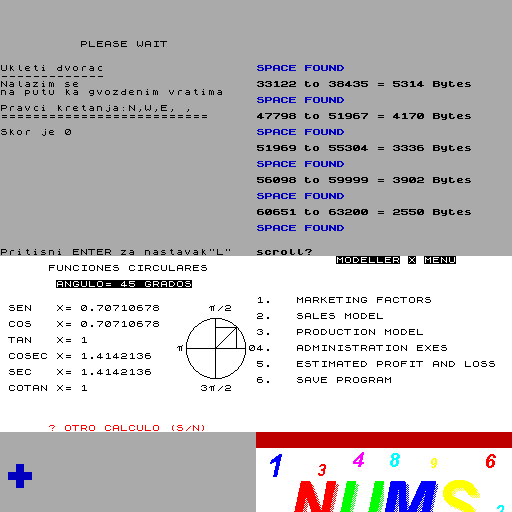 PLEASE WAIT
Ukleti dvorac
--------------
Nalazim se
na putu ka gvozdenim vratima
Pravci kretanja:N,W,E, ,
==========================
Skor je 0
Pritisni ENTER za nastavak"L"
SPACE FOUND
33122 to 38435 = 5314 Bytes
SPACE FOUND
47798 to 51967 = 4170 Bytes
SPACE FOUND
51969 to 55304 = 3336 Bytes
SPACE FOUND
56098 to 59999 = 3902 Bytes
SPACE FOUND
60651 to 63200 = 2550 Bytes
SPACE FOUND
scroll?
FUNCIONES CIRCULARES
ANGULO= 45 GRADOS
SEN X= 0.70710678
COS X= 0.70710678
TAN X= 1
COSEC X= 1.4142136
SEC X= 1.4142136
COTAN X= 1
π/2
π
0
3π/2
? OTRO CALCULO (S/N)
MODELLER X MENU
1. MARKETING FACTORS
2. SALES MODEL
3. PRODUCTION MODEL
4. ADMINISTRATION EXES
5. ESTIMATED PROFIT AND LOSS
6. SAVE PROGRAM
1 3 4 8 9 6
NUMS
2